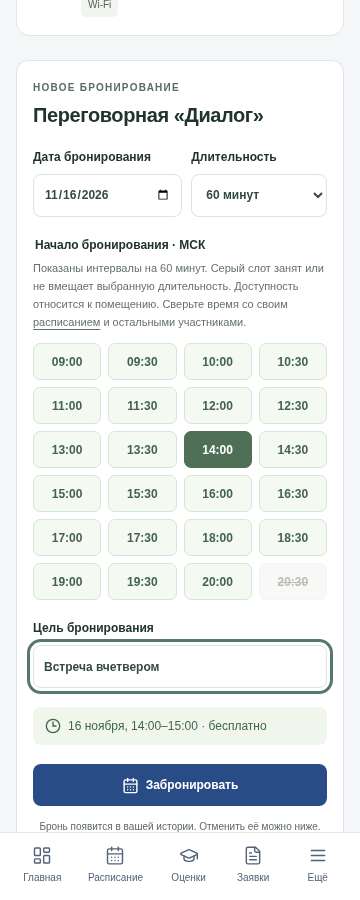 Wi-Fi
НОВОЕ БРОНИРОВАНИЕ
Переговорная «Диалог»
Дата бронирования Длительность
11/16/2026 60 минут
Начало бронирования · МСК
Показаны интервалы на 60 минут. Серый слот занят или
не вмещает выбранную длительность. Доступность
относится к помещению. Сверьте время со своим
расписанием и остальными участниками.
09:00 09:30 10:00 10:30
11:00 11:30 12:00 12:30
13:00 13:30 14:00 14:30
15:00 15:30 16:00 16:30
17:00 17:30 18:00 18:30
19:00 19:30 20:00 20:30
Цель бронирования
Встреча вчетвером
16 ноября, 14:00–15:00 · бесплатно
Забронировать
Бронь появится в вашей истории. Отменить её можно ниже.
Главная Расписание Оценки Заявки Ещё